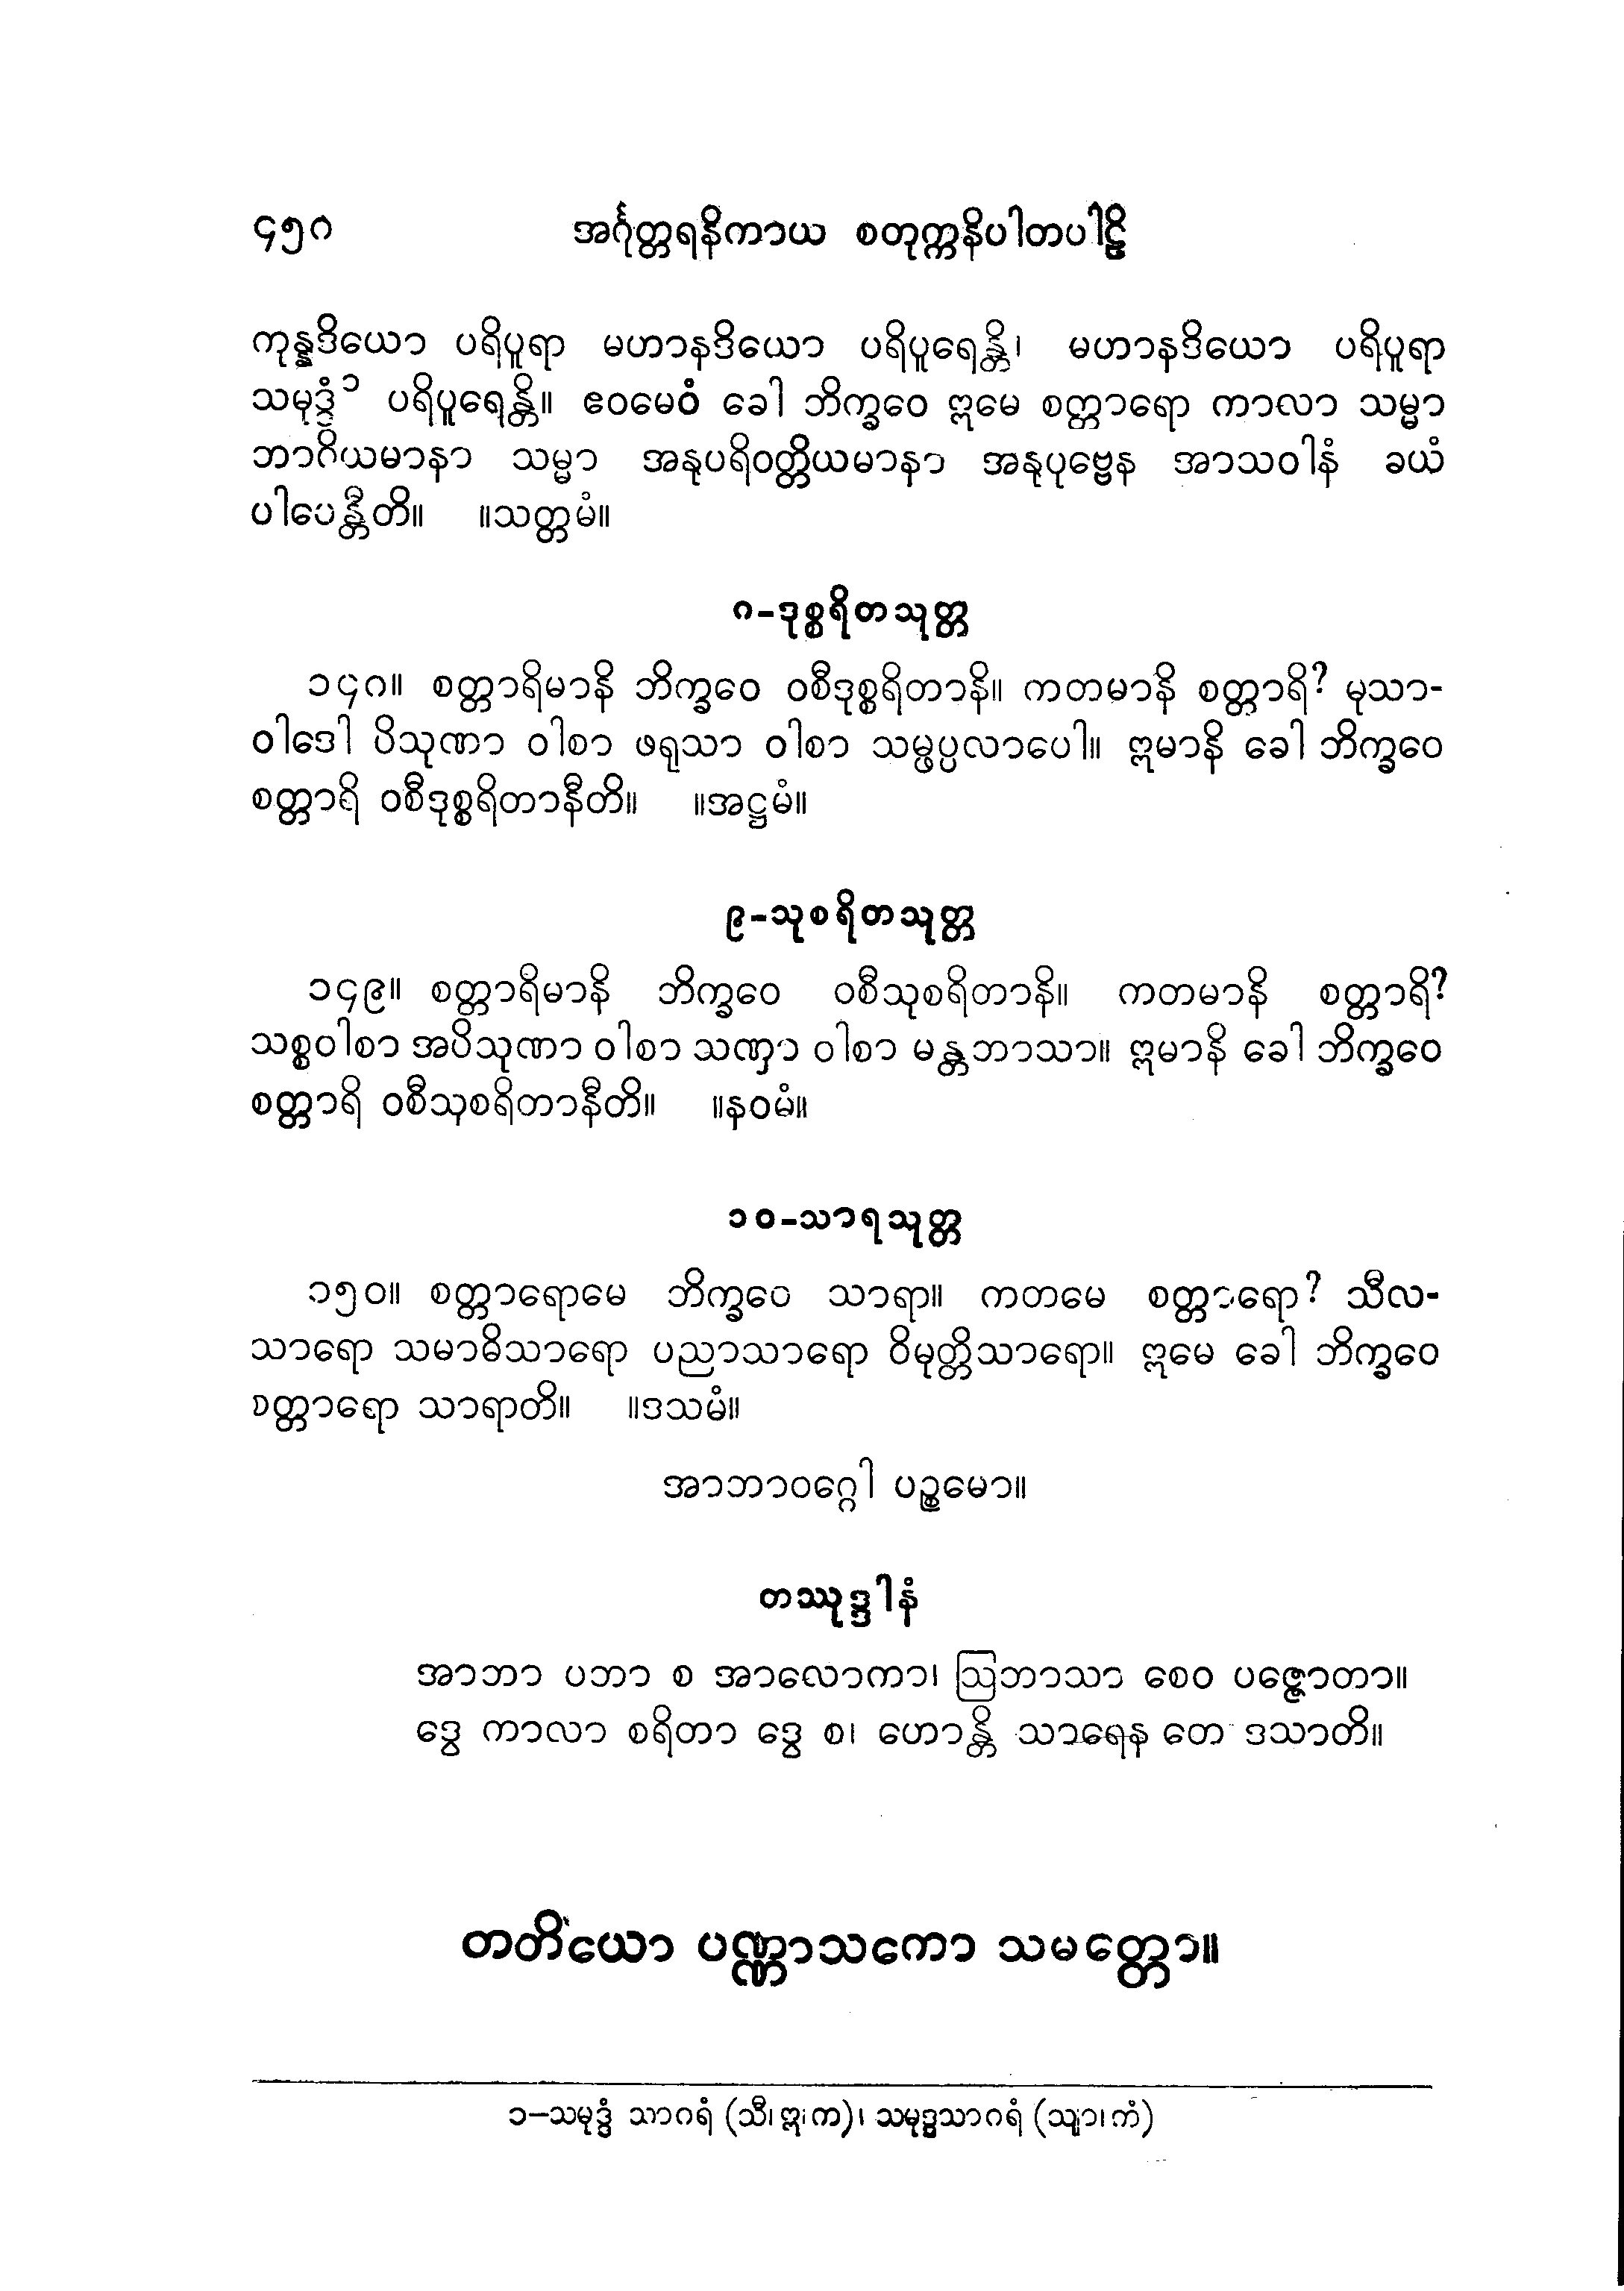 ၄၅၈ အင်္ဂုတ္တရနိကာယ စတုက္ကနိပါတပါဠိ
ကုန္နဒိယော ပရိပူရာ မဟာနဒိယော ပရိပူရေန္တိ၊ မဟာနဒိယော ပရိပူရာ
သမုဒ္ဒံ၁ ပရိပူရေန္တိ။ ဧဝမေဝံ ခေါ ဘိက္ခဝေ ဣမေ စတ္တာရော ကာလာ သမ္မာ
ဘာဂိယမာနာ သမ္မာ အနုပရိဝတ္တိယမာနာ အနုပုဗ္ဗေန အာသဝါနံ ခယံ
ပါပေန္တီတိ။ ။သတ္တမံ။
၈-ဒုစ္စရိတသုတ္တ
၁၄၈။ စတ္တာရိမာနိ ဘိက္ခဝေ ဝစီဒုစ္စရိတာနိ။ ကတမာနိ စတ္တာရိ? မုသာ-
ဝါဒေါ ပိသုဏာ ဝါစာ ဖရုသာ ဝါစာ သမ္ဖပ္ပလာပေါ။ ဣမာနိ ခေါ ဘိက္ခဝေ
စတ္တာရိ ဝစီဒုစ္စရိတာနီတိ။ ။အဋ္ဌမံ။
၉-သုစရိတသုတ္တ
၁၄၉။ စတ္တာရိမာနိ ဘိက္ခဝေ ဝစီသုစရိတာနိ။ ကတမာနိ စတ္တာရိ?
သစ္စဝါစာ အပိသုဏာ ဝါစာ သဏှာ ဝါစာ မန္တဘာသာ။ ဣမာနိ ခေါ ဘိက္ခဝေ
စတ္တာရိ ဝစီသုစရိတာနီတိ။ ။နဝမံ။
၁၀-သာရသုတ္တ
၁၅၀။ စတ္တာရောမေ ဘိက္ခဝေ သာရာ။ ကတမေ စတ္တာရော? သီလ-
သာရော သမာဓိသာရော ပညာသာရော ဝိမုတ္တိသာရော။ ဣမေ ခေါ ဘိက္ခဝေ
စတ္တာရော သာရာတိ။ ။ဒသမံ။
အာဘာဝဂ္ဂေါ ပဉ္စမော။
တဿုဒ္ဒါနံ
အာဘာ ပဘာ စ အာလောကာ၊ ဩဘာသာ စေဝ ပဇ္ဇောတာ။
ဒွေ ကာလာ စရိတာ ဒွေ စ၊ ဟောန္တိ သာရေန တေ ဒသာတိ။
တတိယော ပဏ္ဏာသကော သမတ္တော။
၁–သမုဒ္ဒံ သာဂရံ (သီ၊ ဣ၊ က)၊ သမုဒ္ဒသာဂရံ (သျာ၊ ကံ)